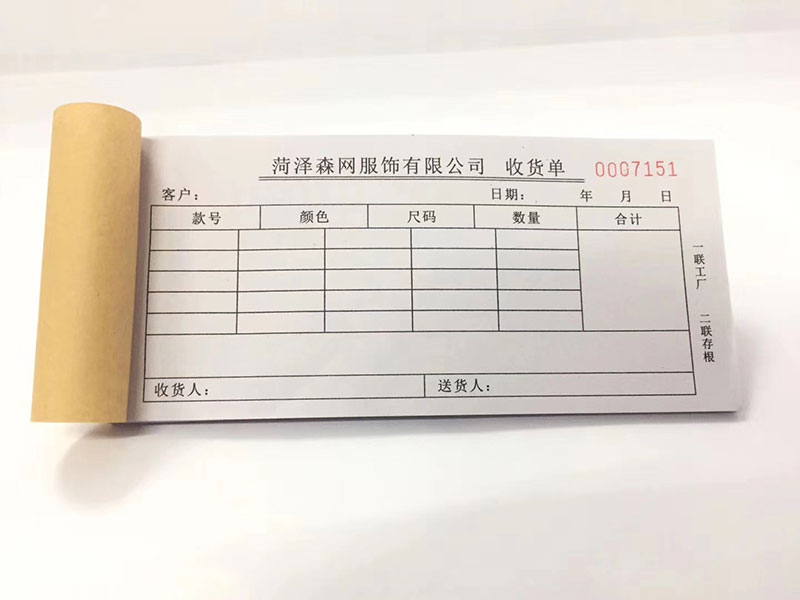 菏泽森网服饰有限公司 收货单 0007151
客户： 日期： 年 月 日
款号 颜色 尺码 数量 合计
一联工厂 二联存根
收货人： 送货人：